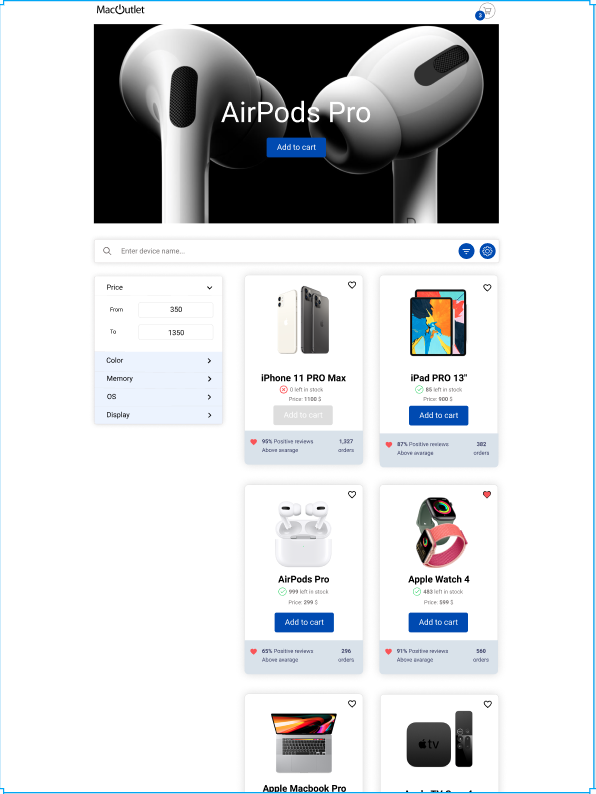 MacOutlet
3
AirPods Pro
Add to cart
Enter device name...
Price
From 350
To 1350
Color
Memory
OS
Display
iPhone 11 PRO Max
0 left in stock
Price: 1100 $
Add to cart
95% Positive reviews 1,327
Above avarage orders
iPad PRO 13"
85 left in stock
Price: 900 $
Add to cart
87% Positive reviews 382
Above avarage orders
AirPods Pro
999 left in stock
Price: 299 $
Add to cart
65% Positive reviews 296
Above avarage orders
Apple Watch 4
483 left in stock
Price: 599 $
Add to cart
91% Positive reviews 560
Above avarage orders
Apple Macbook Pro
tv